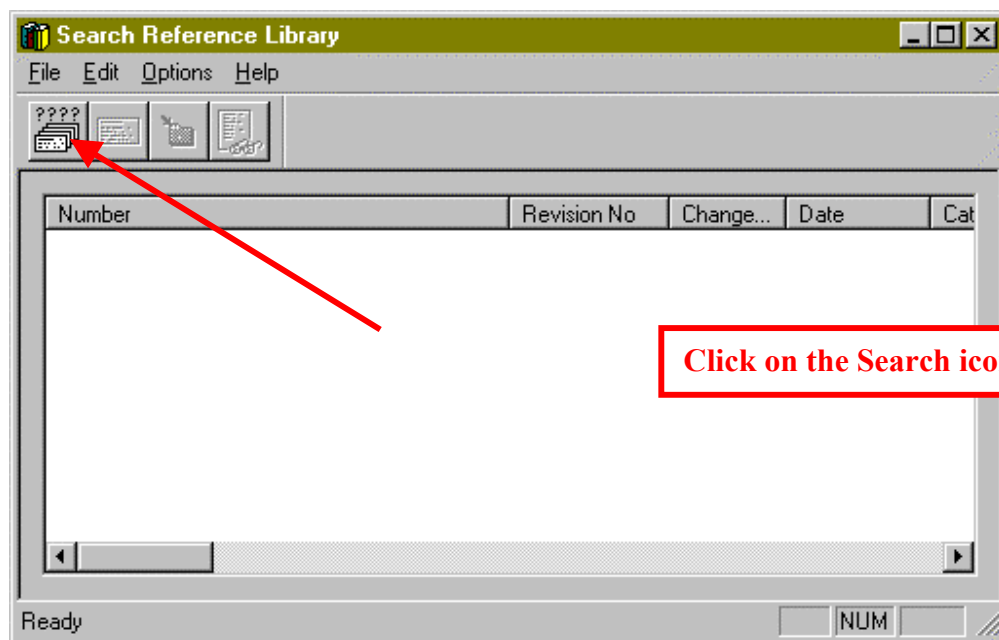 Search Reference Library
File Edit Options Help
????
Number Revision No Change... Date Cat
Click on the Search ico
Ready NUM